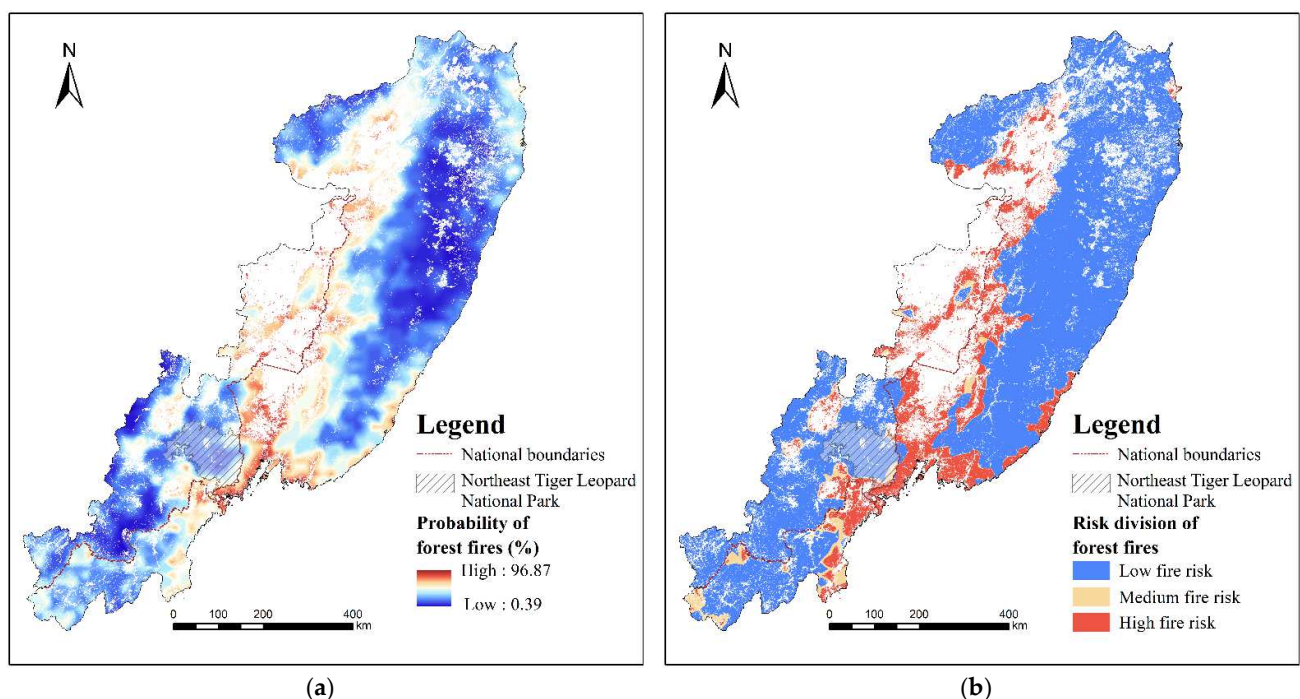 N
Legend
National boundaries
Northeast Tiger Leopard
National Park
Probability of
forest fires (%)
High : 96.87
Low : 0.39
0 100 200 300 400
km
(a)
N
Legend
National boundaries
Northeast Tiger Leopard
National Park
Risk division of
forest fires
Low fire risk
Medium fire risk
High fire risk
0 100 200 300 400
km
(b)